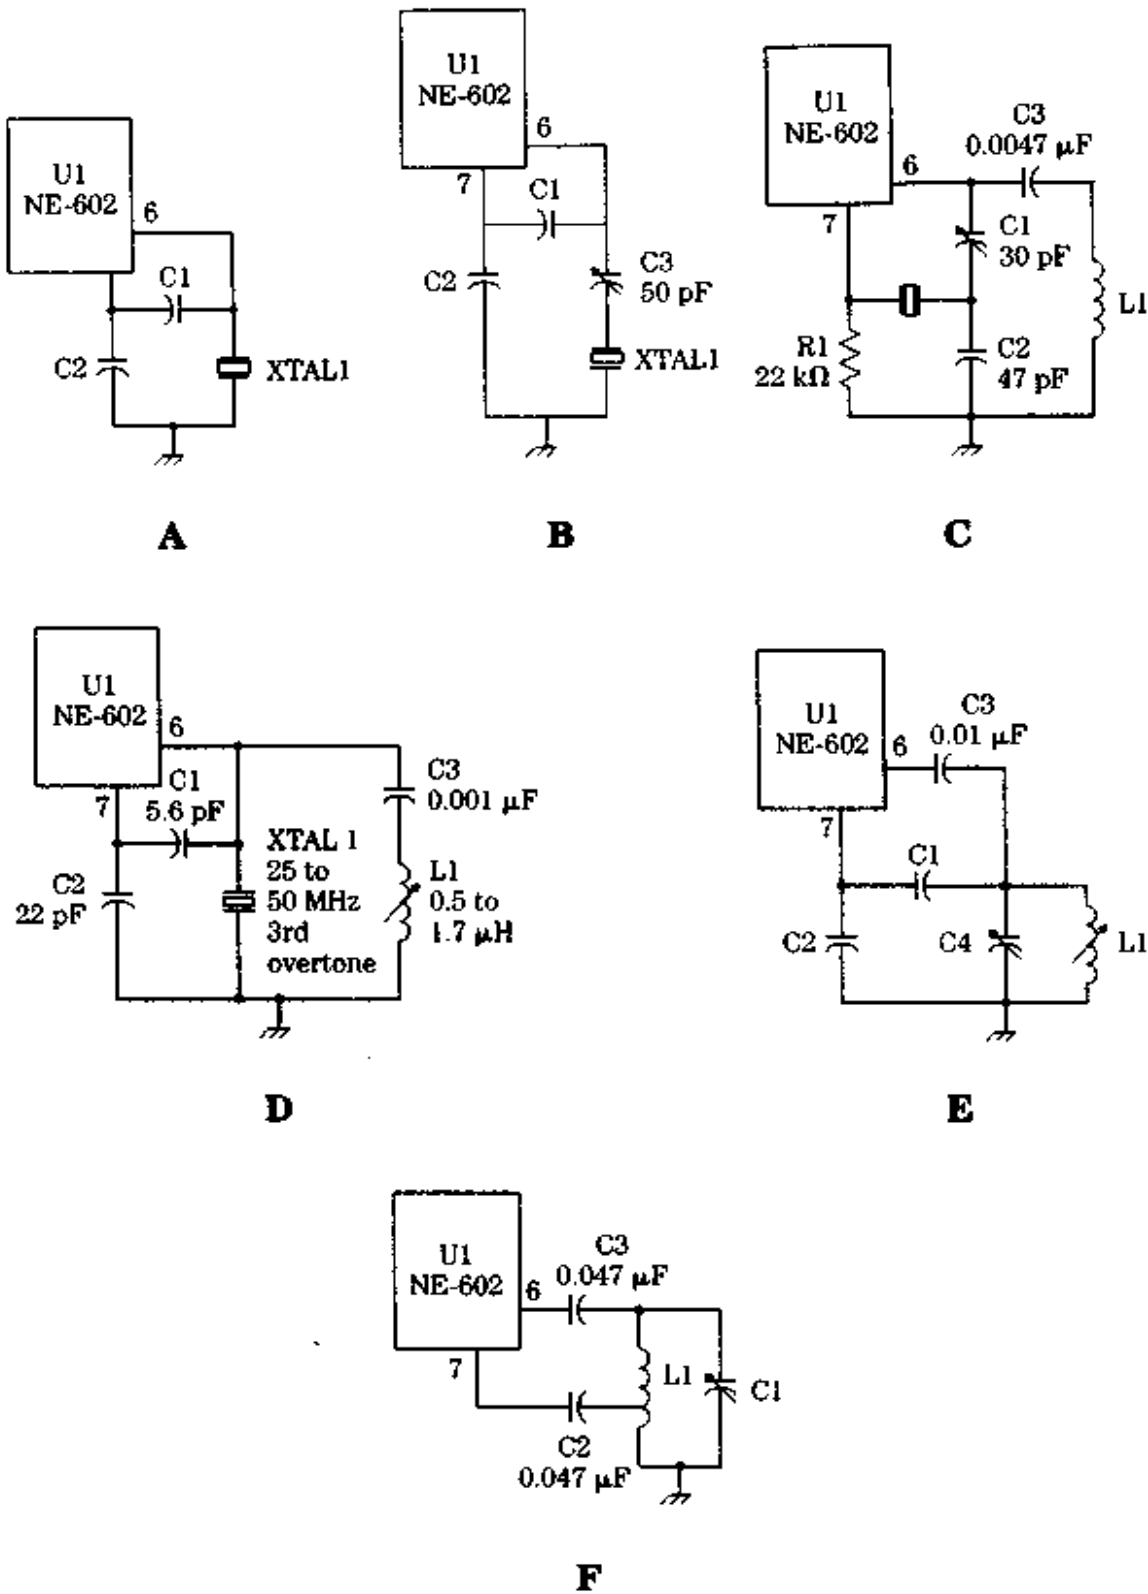 U1
NE-602
6
C1
C2
XTAL1
A
U1
NE-602
6
7
C1
C2
C3
50 pF
XTAL1
B
U1
NE-602
6
7
C3
0.0047 µF
C1
30 pF
L1
R1
22 kΩ
C2
47 pF
C
U1
NE-602
6
7
C1
5.6 pF
C2
22 pF
XTAL 1
25 to
50 MHz
3rd
overtone
C3
0.001 µF
L1
0.5 to
1.7 µH
D
U1
NE-602
6
7
C3
0.01 µF
C1
C2
C4
L1
E
U1
NE-602
6
7
C3
0.047 µF
L1
C1
C2
0.047 µF
F